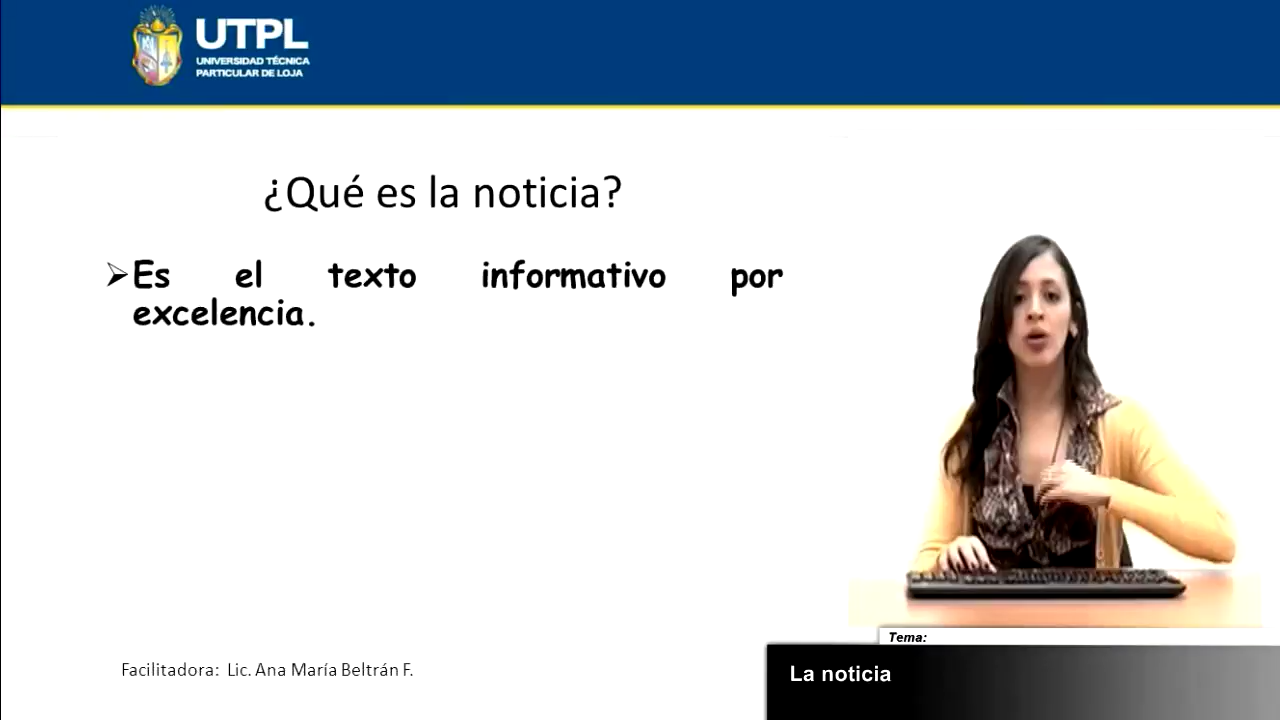 UTPL
UNIVERSIDAD TÉCNICA
PARTICULAR DE LOJA
¿Qué es la noticia?
➢Es el texto informativo por
excelencia.
Tema:
La noticia
Facilitadora: Lic. Ana María Beltrán F.